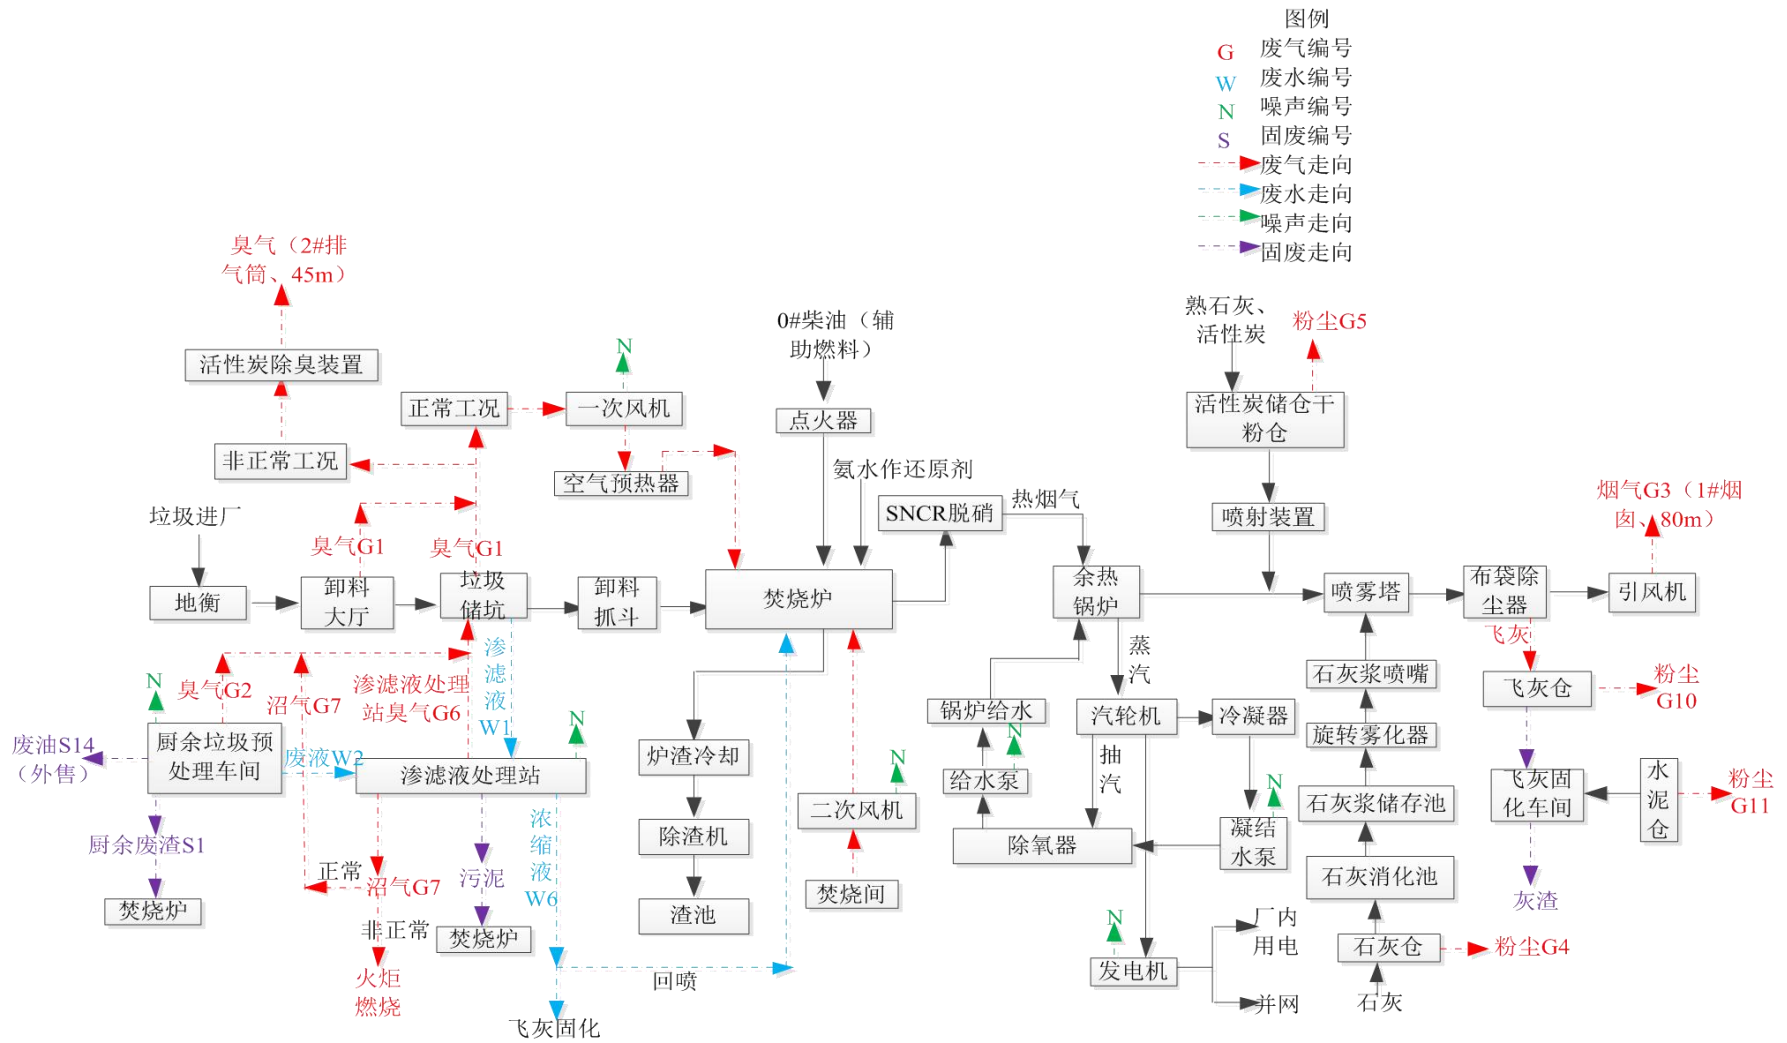 图例
G 废气编号
W 废水编号
N 噪声编号
S 固废编号
废气走向
废水走向
噪声走向
固废走向
臭气（2#排
气筒、45m）
活性炭除臭装置
非正常工况
正常工况
N
一次风机
空气预热器
0#柴油（辅
助燃料）
点火器
氨水作还原剂
SNCR脱硝
热烟气
熟石灰、
活性炭
粉尘G5
活性炭储仓干
粉仓
喷射装置
烟气G3（1#烟
囱、80m）
垃圾进厂
臭气G1
臭气G1
地衡
卸料
大厅
垃圾
储坑
卸料
抓斗
焚烧炉
余热
锅炉
喷雾塔
布袋除
尘器
引风机
飞灰
飞灰仓
粉尘
G10
N
臭气G2
沼气G7
渗滤液处理
站臭气G6
渗
滤
液
W1
N
蒸
汽
石灰浆喷嘴
旋转雾化器
废油S14
（外售）
厨余垃圾预
处理车间
废液W2
渗滤液处理站
炉渣冷却
锅炉给水
N
给水泵
汽轮机
冷凝器
抽
汽
N
二次风机
焚烧间
除氧器
N
凝结
水泵
石灰浆储存池
飞灰固
化车间
水
泥
仓
粉尘
G11
灰渣
厨余废渣S1
焚烧炉
正常
沼气G7
非正常
火炬
燃烧
污泥
焚烧炉
浓
缩
液
W6
回喷
飞灰固化
除渣机
渣池
N
发电机
厂内
用电
并网
石灰消化池
石灰仓
粉尘G4
石灰